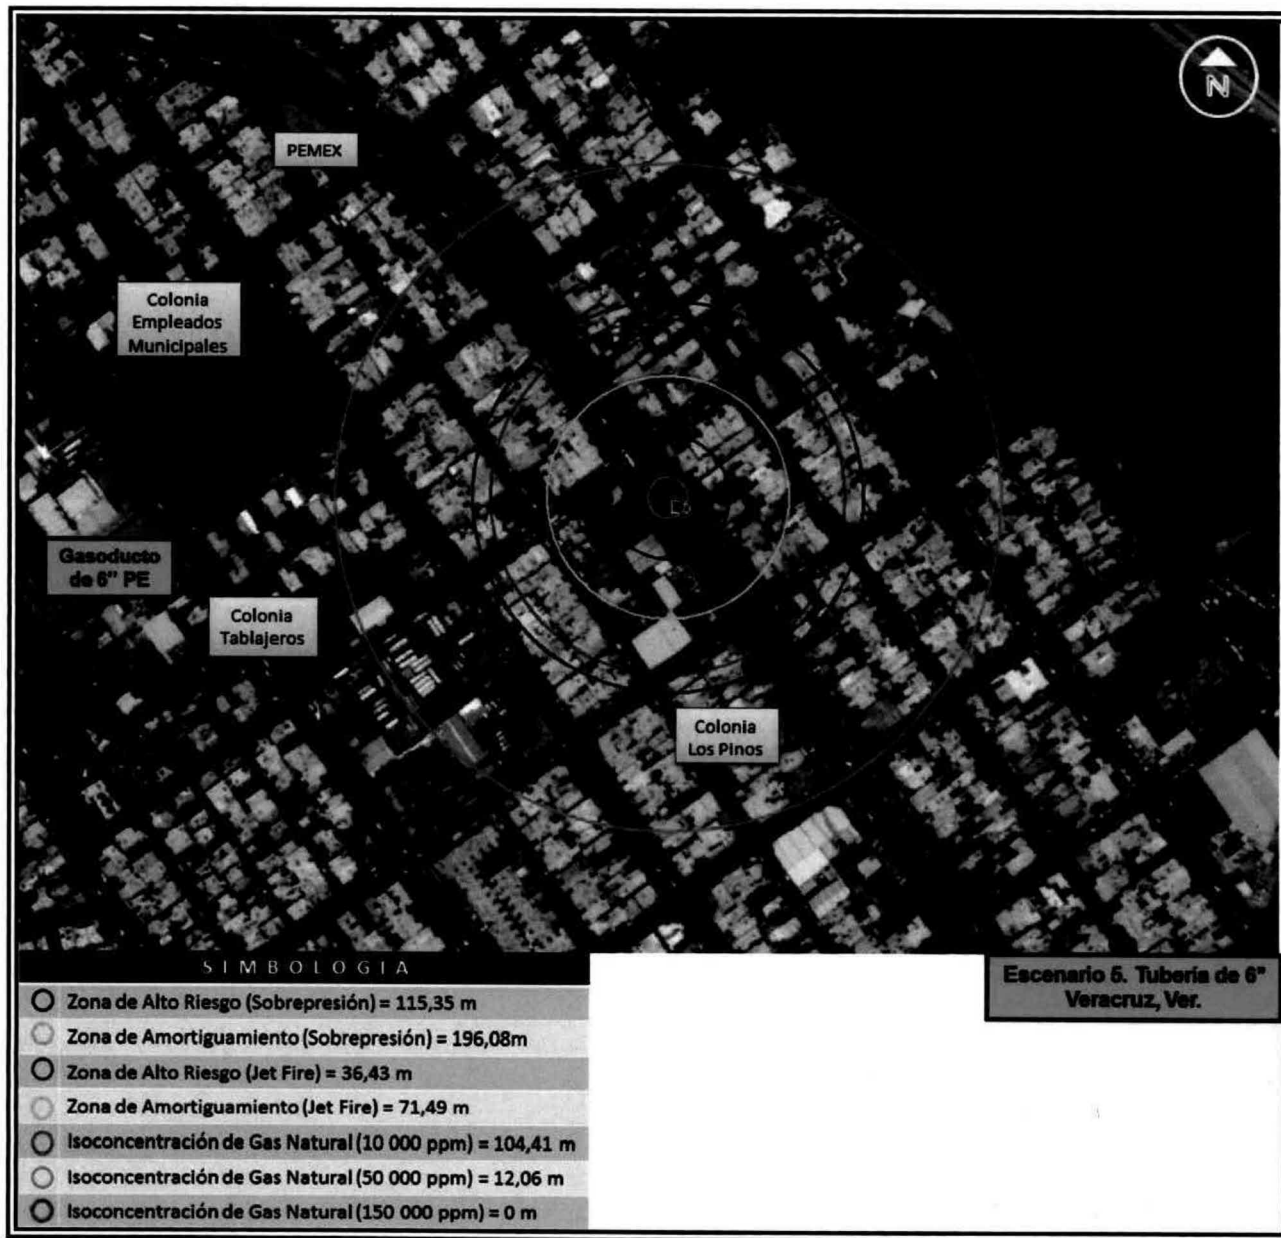 N
PEMEX
Colonia
Empleados
Municipales
Gasoducto
de 6" PE
Colonia
Tablajeros
Colonia
Los Pinos
SIMBOLOGIA
Zona de Alto Riesgo (Sobrepresión) = 115,35 m
Zona de Amortiguamiento (Sobrepresión) = 196,08m
Zona de Alto Riesgo (Jet Fire) = 36,43 m
Zona de Amortiguamiento (Jet Fire) = 71,49 m
Isoconcentración de Gas Natural (10 000 ppm) = 104,41 m
Isoconcentración de Gas Natural (50 000 ppm) = 12,06 m
Isoconcentración de Gas Natural (150 000 ppm) = 0 m
Escenario 5. Tubería de 6"
Veracruz, Ver.